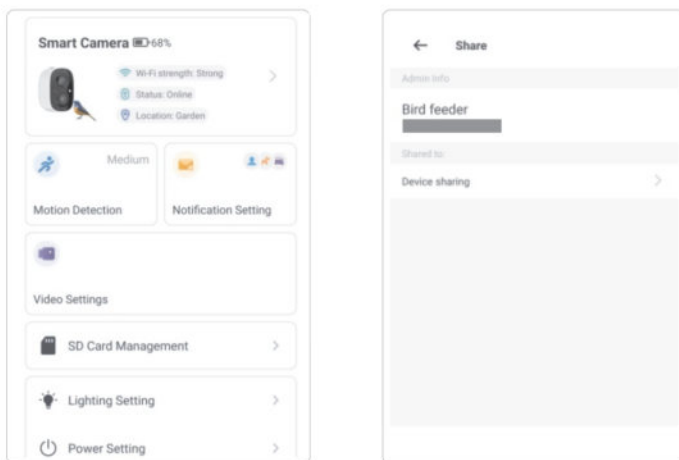 Smart Camera 68%
Wi-Fi strength: Strong
Status: Online
Location: Garden
Medium
Motion Detection
Notification Setting
Video Settings
SD Card Management
Lighting Setting
Power Setting
Share
Admin Info
Bird feeder
Shared to:
Device sharing